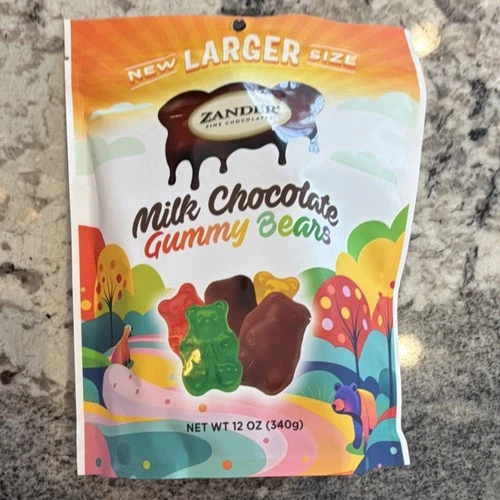 NEW LARGER SIZE
ZANDER
FINE CHOCOLATES
Milk Chocolate
Gummy Bears
NET WT 12 OZ (340g)